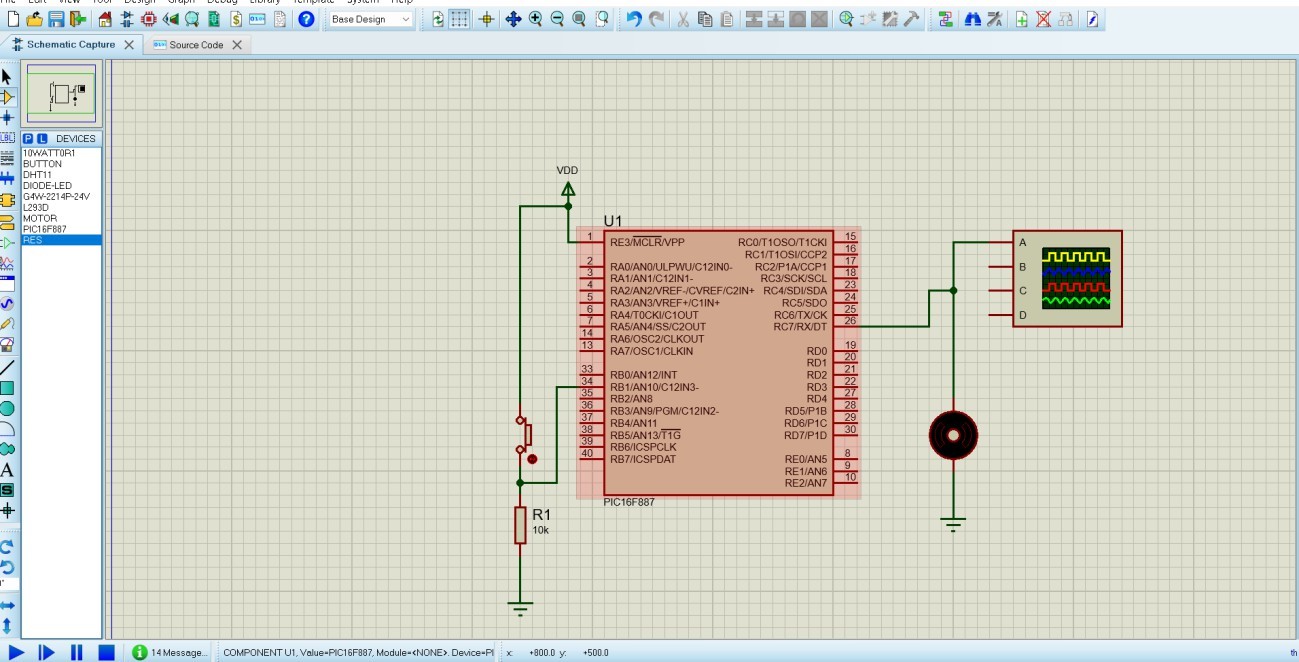 File Edit View Tool Design Graph Debug Library Template System Help
Base Design
Schematic Capture
Source Code
P L DEVICES
10WATT0R1
BUTTON
DHT11
DIODE-LED
G4W-2214P-24V
L293D
MOTOR
PIC16F887
RES
LBL
A
S
VDD
U1
1 RE3/MCLR/VPP
2 RA0/AN0/ULPWU/C12IN0-
3 RA1/AN1/C12IN1-
4 RA2/AN2/VREF-/CVREF/C2IN+
5 RA3/AN3/VREF+/C1IN+
6 RA4/T0CKI/C1OUT
7 RA5/AN4/SS/C2OUT
14 RA6/OSC2/CLKOUT
13 RA7/OSC1/CLKIN
33 RB0/AN12/INT
34 RB1/AN10/C12IN3-
35 RB2/AN8
36 RB3/AN9/PGM/C12IN2-
37 RB4/AN11
38 RB5/AN13/T1G
39 RB6/ICSPCLK
40 RB7/ICSPDAT
RC0/T1OSO/T1CKI 15
RC1/T1OSI/CCP2 16
RC2/P1A/CCP1 17
RC3/SCK/SCL 18
RC4/SDI/SDA 23
RC5/SDO 24
RC6/TX/CK 25
RC7/RX/DT 26
RD0 19
RD1 20
RD2 21
RD3 22
RD4 27
RD5/P1B 28
RD6/P1C 29
RD7/P1D 30
RE0/AN5 8
RE1/AN6 9
RE2/AN7 10
PIC16F887
A
B
C
D
R1
10k
14 Message...
COMPONENT U1, Value=PIC16F887, Module=<NONE>, Device=PI
x: +800.0 y: +500.0
th